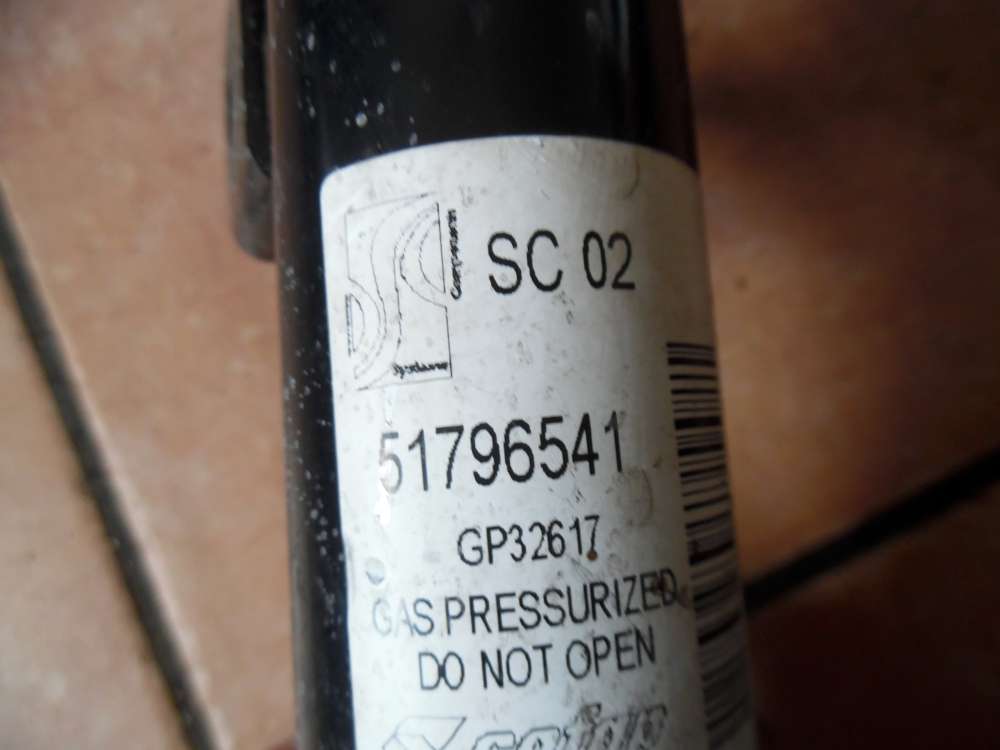 SC 02
51796541
GP32617
GAS PRESSURIZED
DO NOT OPEN